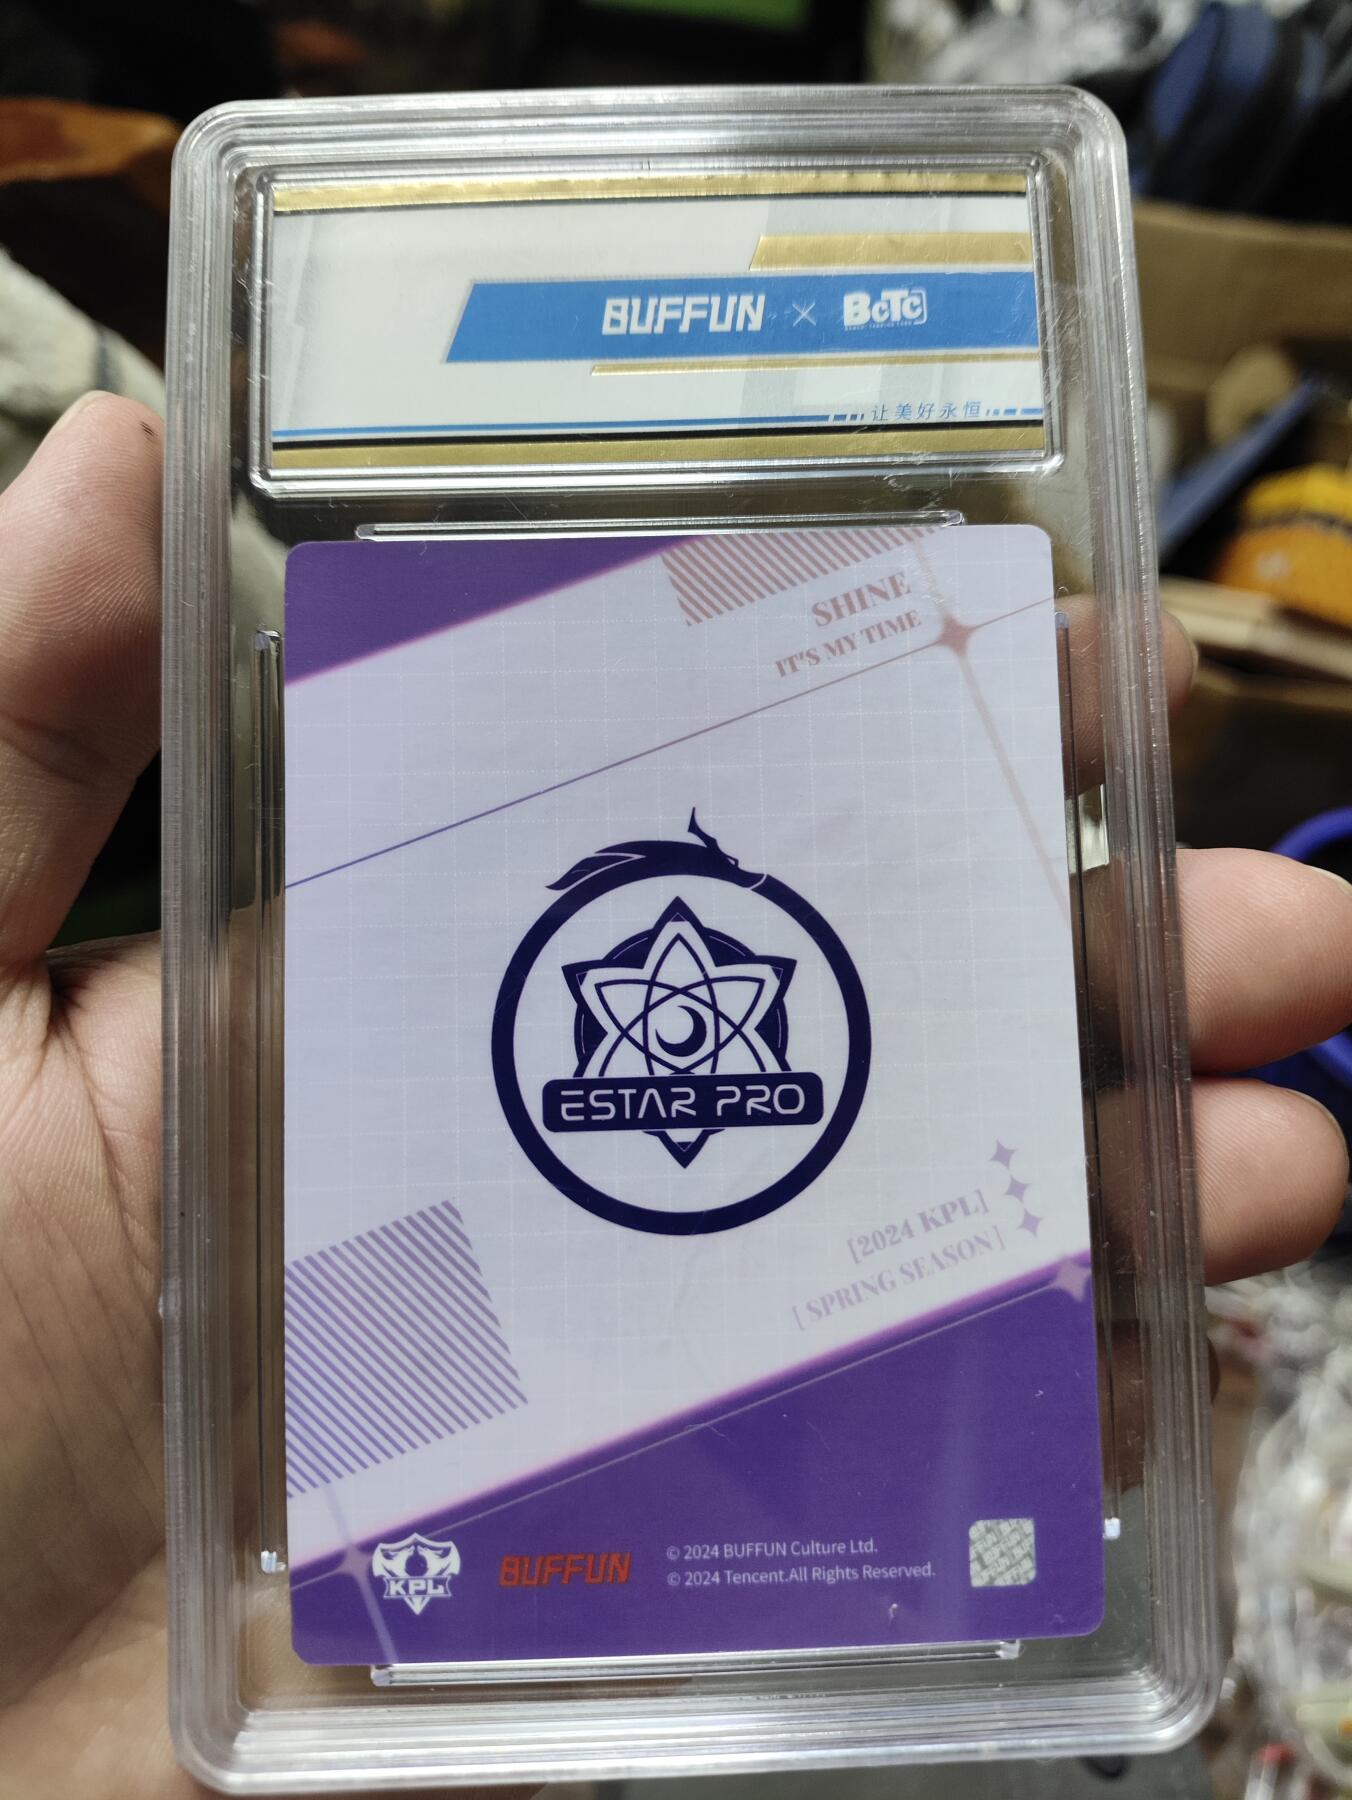 BUFFUN × BCTC
让美好永恒
SHINE
IT'S MY TIME
ESTAR PRO
[2024 KPL]
[ SPRING SEASON]
KPL
BUFFUN
© 2024 BUFFUN Culture Ltd.
© 2024 Tencent.All Rights Reserved.